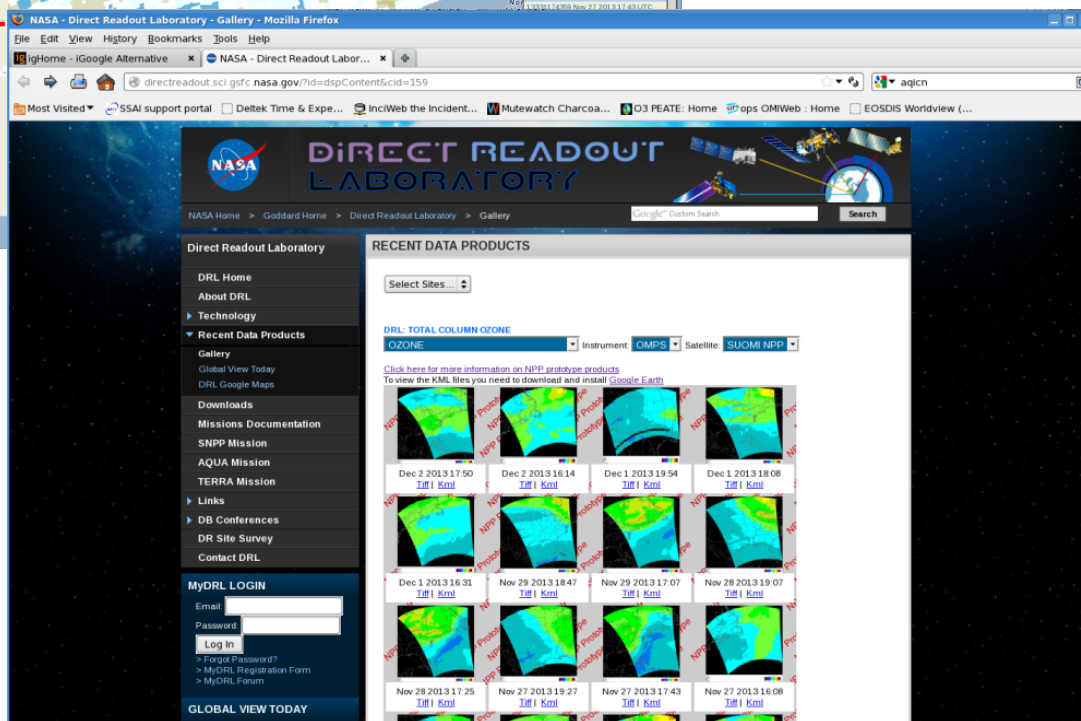 13331174359 Nov 27 2013 17:43 UTC
NASA - Direct Readout Laboratory - Gallery - Mozilla Firefox
File Edit View History Bookmarks Tools Help
igHome - iGoogle Alternative
NASA - Direct Readout Labor...
directreadout.sci.gsfc.nasa.gov/?id=dspContent&cid=159
aqicn
Most Visited SSAI support portal Deltek Time & Expe... InciWeb the Incident... Mutewatch Charcoa... O3 PEATE: Home ops OMIWeb : Home EOSDIS Worldview (...
NASA
DIRECT READOUT
LABORATORY
NASA Home > Goddard Home > Direct Readout Laboratory > Gallery
Google™ Custom Search
Search
Direct Readout Laboratory
DRL Home
About DRL
Technology
Recent Data Products
Gallery
Global View Today
DRL Google Maps
Downloads
Missions Documentation
SNPP Mission
AQUA Mission
TERRA Mission
Links
DB Conferences
DR Site Survey
Contact DRL
MyDRL LOGIN
Email:
Password:
Log In
> Forgot Password?
> MyDRL Registration Form
> MyDRL Forum
GLOBAL VIEW TODAY
RECENT DATA PRODUCTS
Select Sites...
DRL: TOTAL COLUMN OZONE
OZONE Instrument: OMPS Satellite: SUOMI NPP
Click here for more information on NPP prototype products
To view the KML files you need to download and install Google Earth
Dec 2 2013 17:50 Dec 2 2013 16:14 Dec 1 2013 19:54 Dec 1 2013 18:08
Tiff | Kml Tiff | Kml Tiff | Kml Tiff | Kml
Dec 1 2013 16:31 Nov 29 2013 18:47 Nov 29 2013 17:07 Nov 28 2013 19:07
Tiff | Kml Tiff | Kml Tiff | Kml Tiff | Kml
Nov 28 2013 17:25 Nov 27 2013 19:27 Nov 27 2013 17:43 Nov 27 2013 16:08
Tiff | Kml Tiff | Kml Tiff | Kml Tiff | Kml